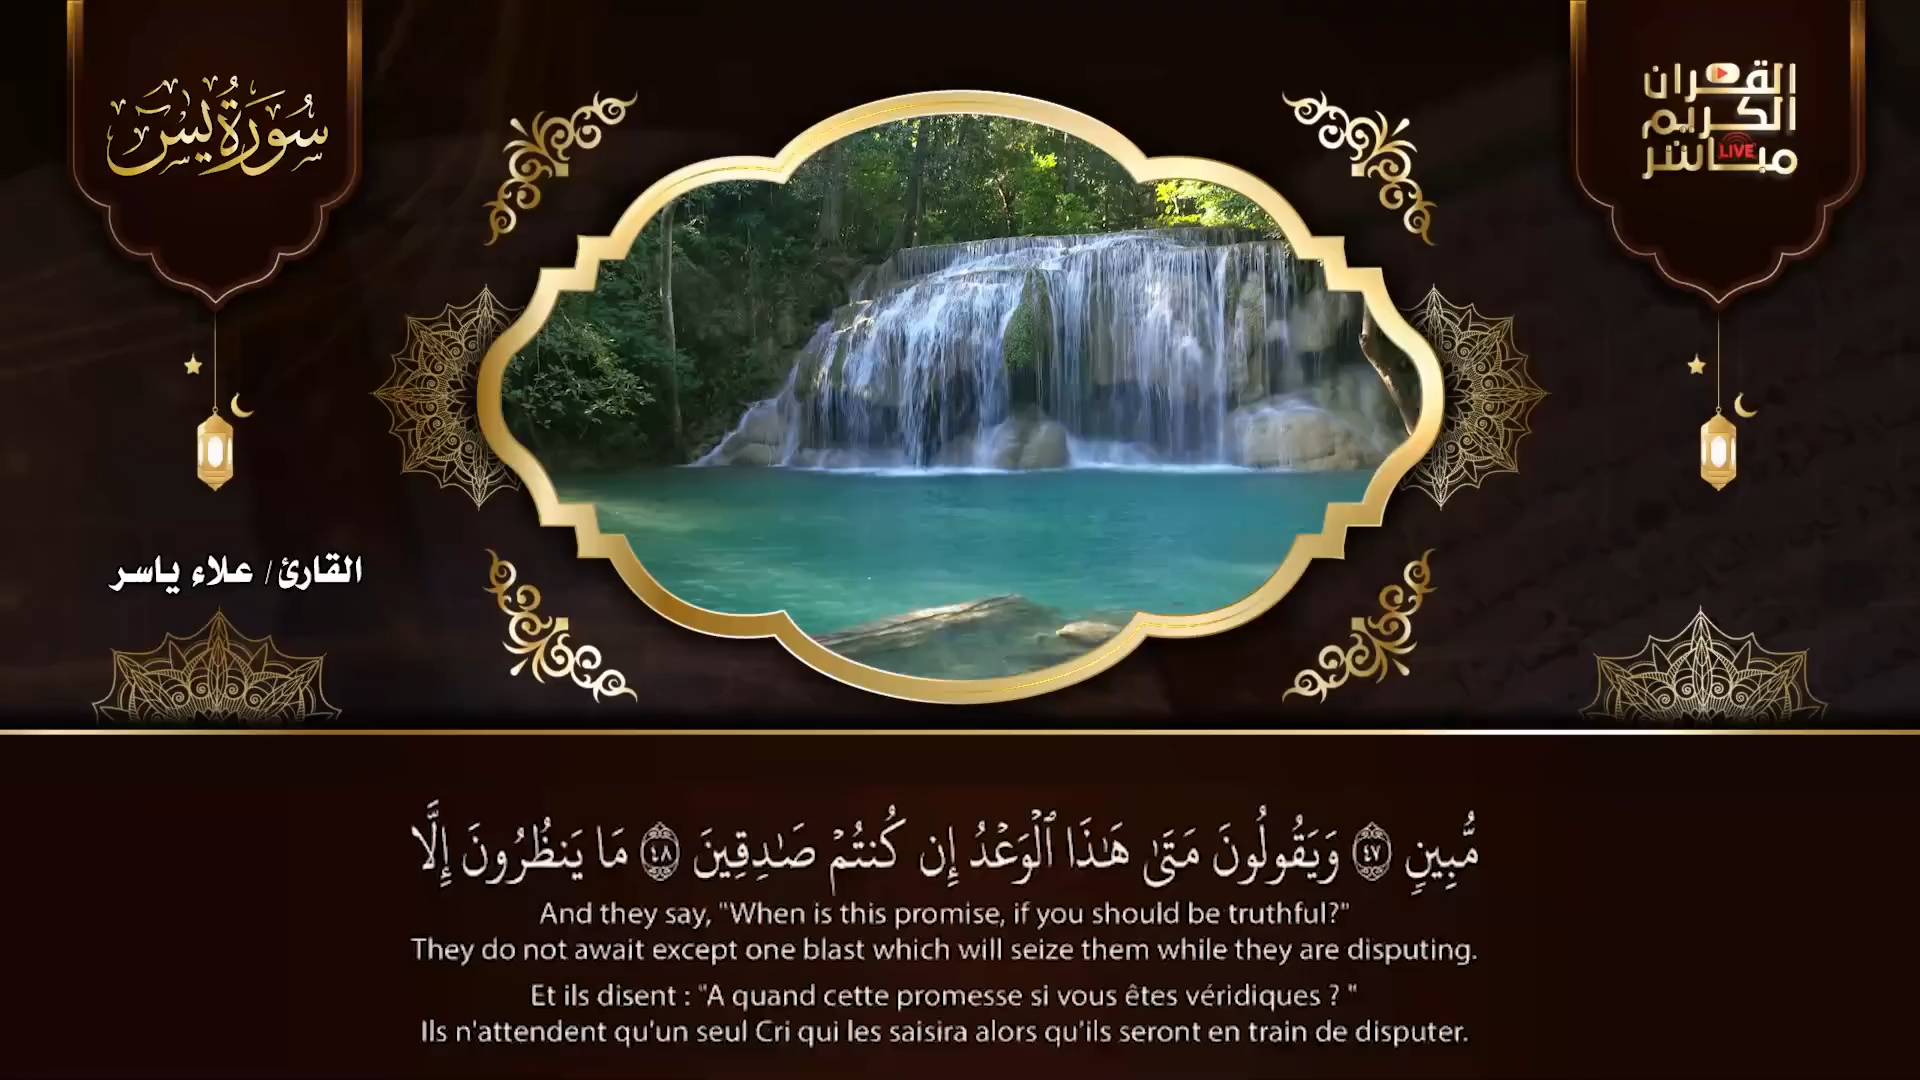 سُورَةُ يس
القرآن
الكريم
مباشر
LIVE
القارئ / علاء ياسر
مُّبِينٍ ٤٧ وَيَقُولُونَ مَتَىٰ هَٰذَا ٱلْوَعْدُ إِن كُنتُمْ صَٰدِقِينَ ٤٨ مَا يَنظُرُونَ إِلَّا
And they say, "When is this promise, if you should be truthful?"
They do not await except one blast which will seize them while they are disputing.
Et ils disent : "A quand cette promesse si vous êtes véridiques ? "
Ils n'attendent qu'un seul Cri qui les saisira alors qu'ils seront en train de disputer.